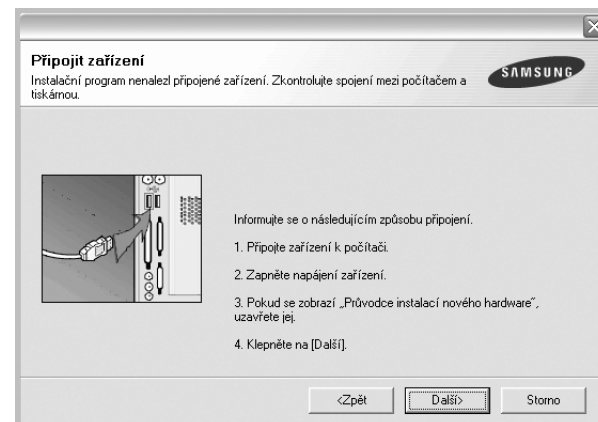 Připojit zařízení
Instalační program nenalezl připojené zařízení. Zkontrolujte spojení mezi počítačem a
tiskárnou.
SAMSUNG
Informujte se o následujícím způsobu připojení.
1. Připojte zařízení k počítači.
2. Zapněte napájení zařízení.
3. Pokud se zobrazí „Průvodce instalací nového hardware“,
uzavřete jej.
4. Klepněte na [Další].
<Zpět Další> Storno